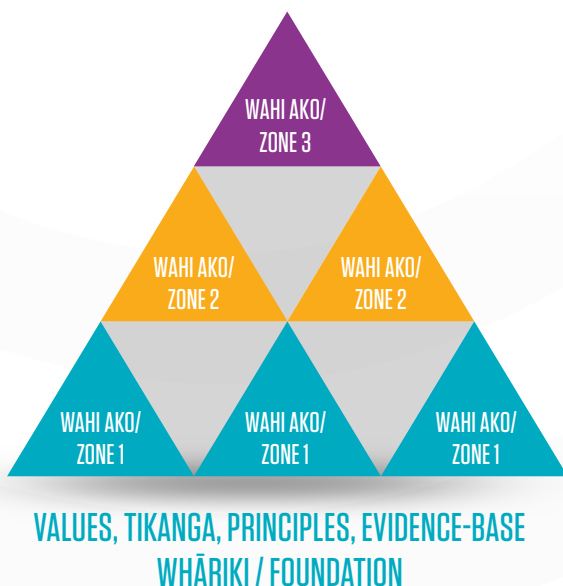 WAHI AKO/
ZONE 3
WAHI AKO/
ZONE 2
WAHI AKO/
ZONE 2
WAHI AKO/
ZONE 1
WAHI AKO/
ZONE 1
WAHI AKO/
ZONE 1
VALUES, TIKANGA, PRINCIPLES, EVIDENCE-BASE
WHĀRIKI / FOUNDATION